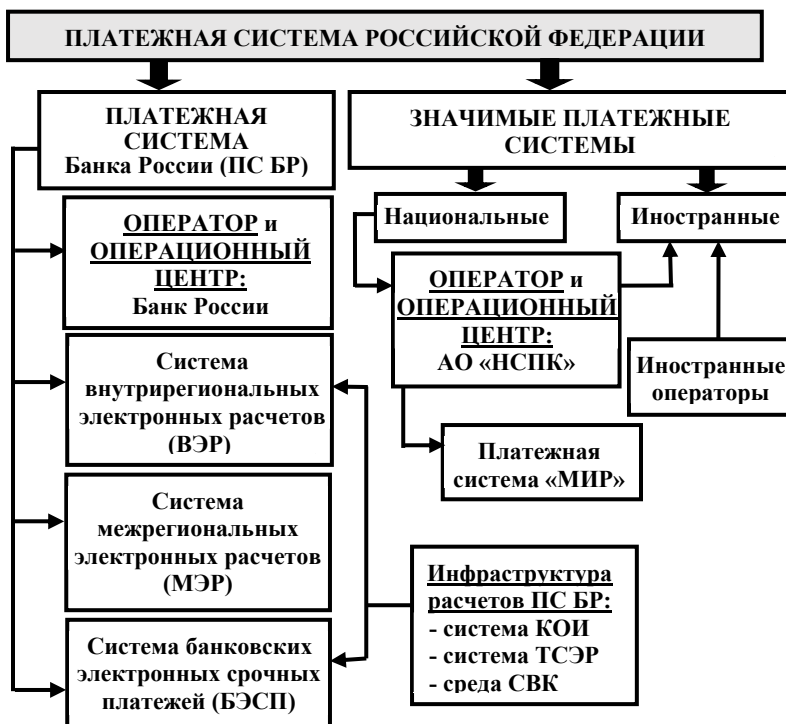 ПЛАТЕЖНАЯ СИСТЕМА РОССИЙСКОЙ ФЕДЕРАЦИИ
ПЛАТЕЖНАЯ
СИСТЕМА
Банка России (ПС БР)
ОПЕРАТОР и
ОПЕРАЦИОННЫЙ
ЦЕНТР:
Банк России
Система
внутрирегиональных
электронных расчетов
(ВЭР)
Система
межрегиональных
электронных расчетов
(МЭР)
Система банковских
электронных срочных
платежей (БЭСП)
ЗНАЧИМЫЕ ПЛАТЕЖНЫЕ
СИСТЕМЫ
Национальные
Иностранные
ОПЕРАТОР и
ОПЕРАЦИОННЫЙ
ЦЕНТР:
АО «НСПК»
Иностранные
операторы
Платежная
система «МИР»
Инфраструктура
расчетов ПС БР:
- система КОИ
- система ТСЭР
- среда СВК